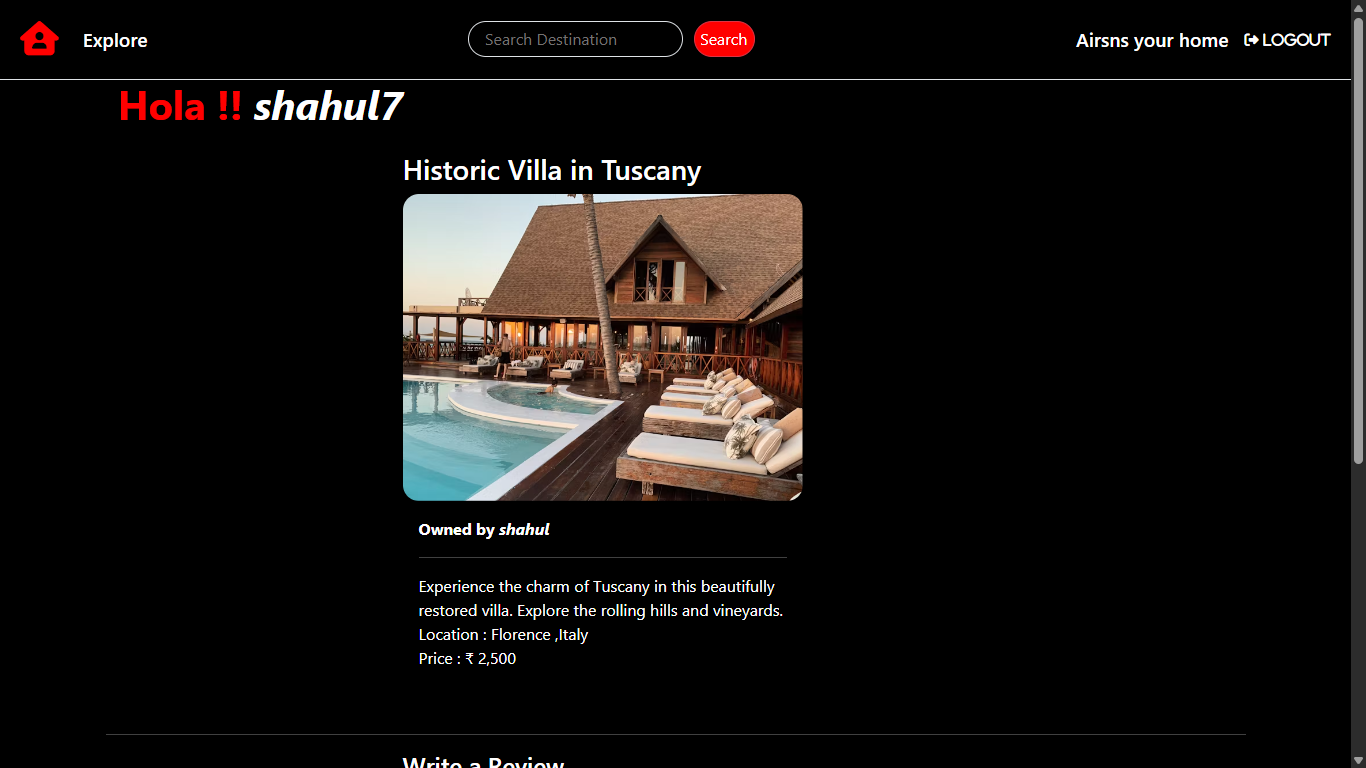 Explore
Search Destination
Search
Airsns your home
LOGOUT
Hola !! shahul7
Historic Villa in Tuscany
Owned by shahul
Experience the charm of Tuscany in this beautifully
restored villa. Explore the rolling hills and vineyards.
Location : Florence ,Italy
Price : ₹ 2,500
Write a Review